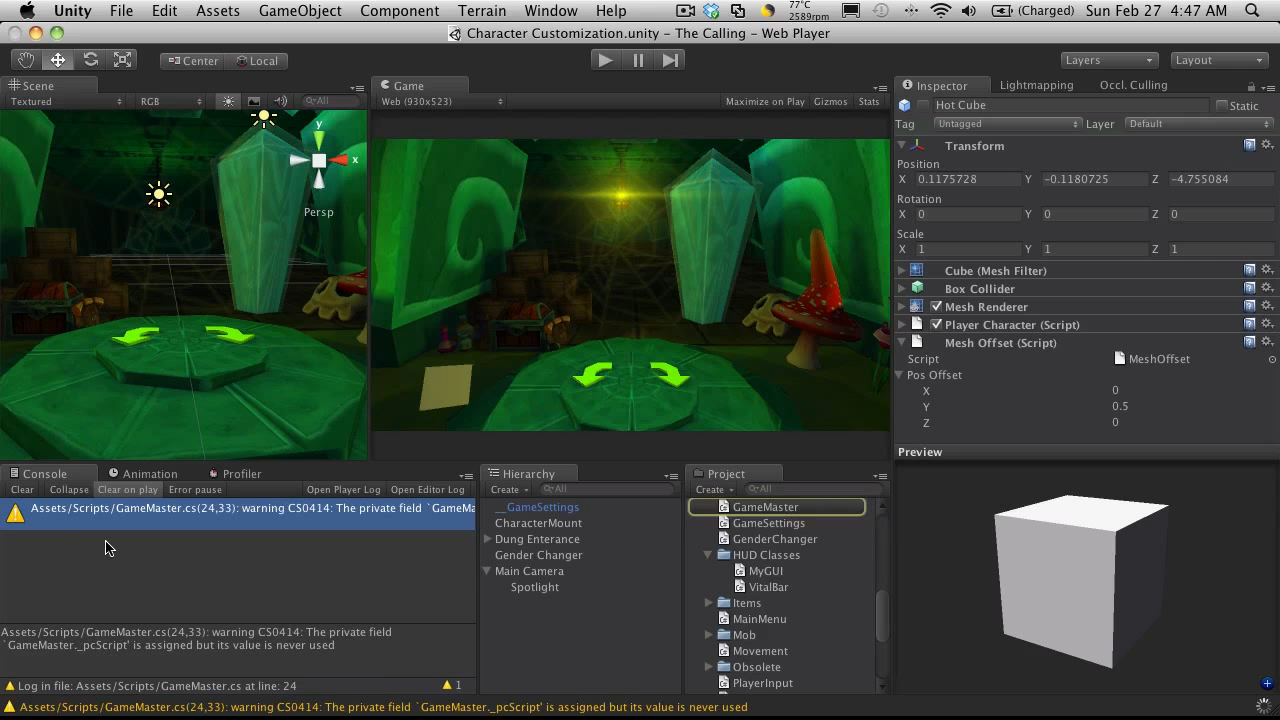 Unity File Edit Assets GameObject Component Terrain Window Help 77°C 2589rpm (Charged) Sun Feb 27 4:47 AM
Character Customization.unity – The Calling – Web Player
Center Local Layers Layout
Scene
Textured RGB All
y
x
Persp
Game
Web (930x523) Maximize on Play Gizmos Stats
Inspector Lightmapping Occl. Culling
Hot Cube Static
Tag Untagged Layer Default
Transform
Position
X 0.1175728 Y -0.1180725 Z -4.755084
Rotation
X 0 Y 0 Z 0
Scale
X 1 Y 1 Z 1
Cube (Mesh Filter)
Box Collider
Mesh Renderer
Player Character (Script)
Mesh Offset (Script)
Script MeshOffset
Pos Offset
X 0
Y 0.5
Z 0
Preview
Console Animation Profiler
Clear Collapse Clear on play Error pause Open Player Log Open Editor Log
Assets/Scripts/GameMaster.cs(24,33): warning CS0414: The private field `GameMa
Assets/Scripts/GameMaster.cs(24,33): warning CS0414: The private field
`GameMaster._pcScript' is assigned but its value is never used
Log in file: Assets/Scripts/GameMaster.cs at line: 24 1
Hierarchy
Create All
__GameSettings
CharacterMount
Dung Enterance
Gender Changer
Main Camera
Spotlight
Project
Create All
GameMaster
GameSettings
GenderChanger
HUD Classes
MyGUI
VitalBar
Items
MainMenu
Mob
Movement
Obsolete
PlayerInput
Assets/Scripts/GameMaster.cs(24,33): warning CS0414: The private field `GameMaster._pcScript' is assigned but its value is never used